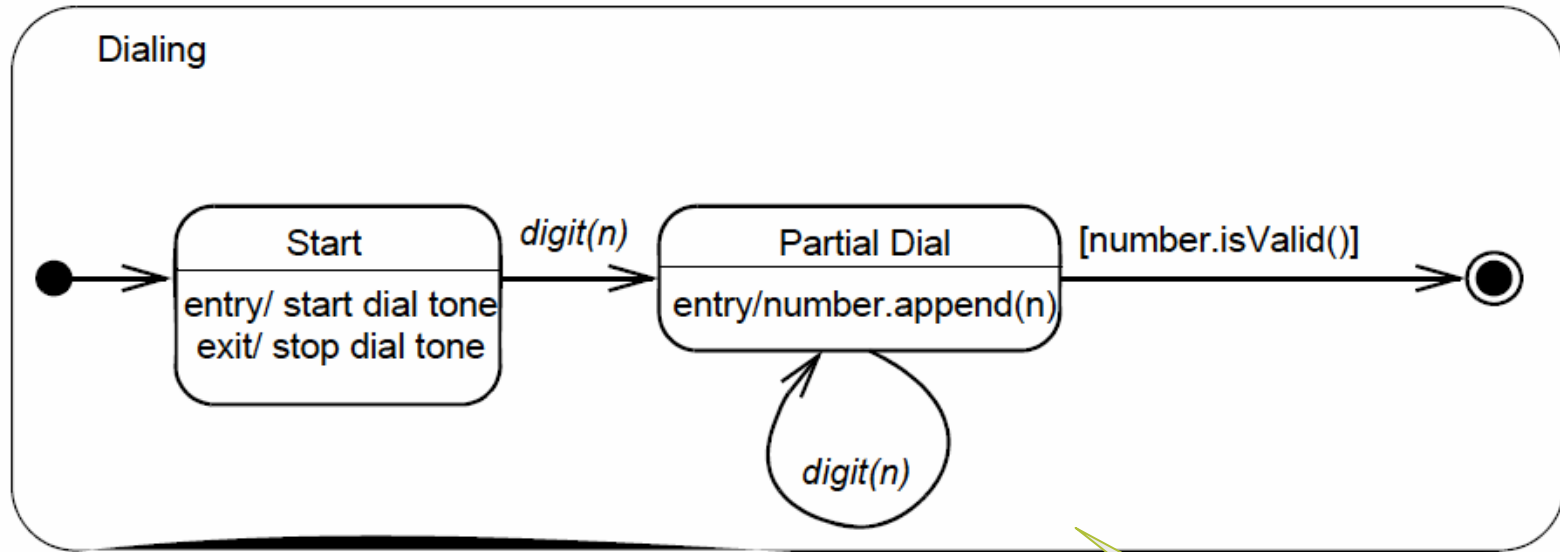 Dialing
Start
entry/ start dial tone
exit/ stop dial tone
digit(n)
Partial Dial
entry/number.append(n)
digit(n)
[number.isValid()]